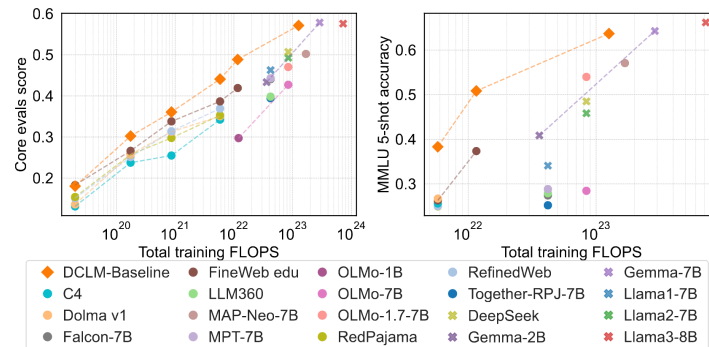 0.6
0.5
0.4
0.3
0.2
Core evals score
10^20
10^21
10^22
10^23
10^24
Total training FLOPS
0.6
0.5
0.4
0.3
MMLU 5-shot accuracy
10^22
10^23
Total training FLOPS
DCLM-Baseline
C4
Dolma v1
Falcon-7B
FineWeb edu
LLM360
MAP-Neo-7B
MPT-7B
OLMo-1B
OLMo-7B
OLMo-1.7-7B
RedPajama
RefinedWeb
Together-RPJ-7B
DeepSeek
Gemma-2B
Gemma-7B
Llama1-7B
Llama2-7B
Llama3-8B